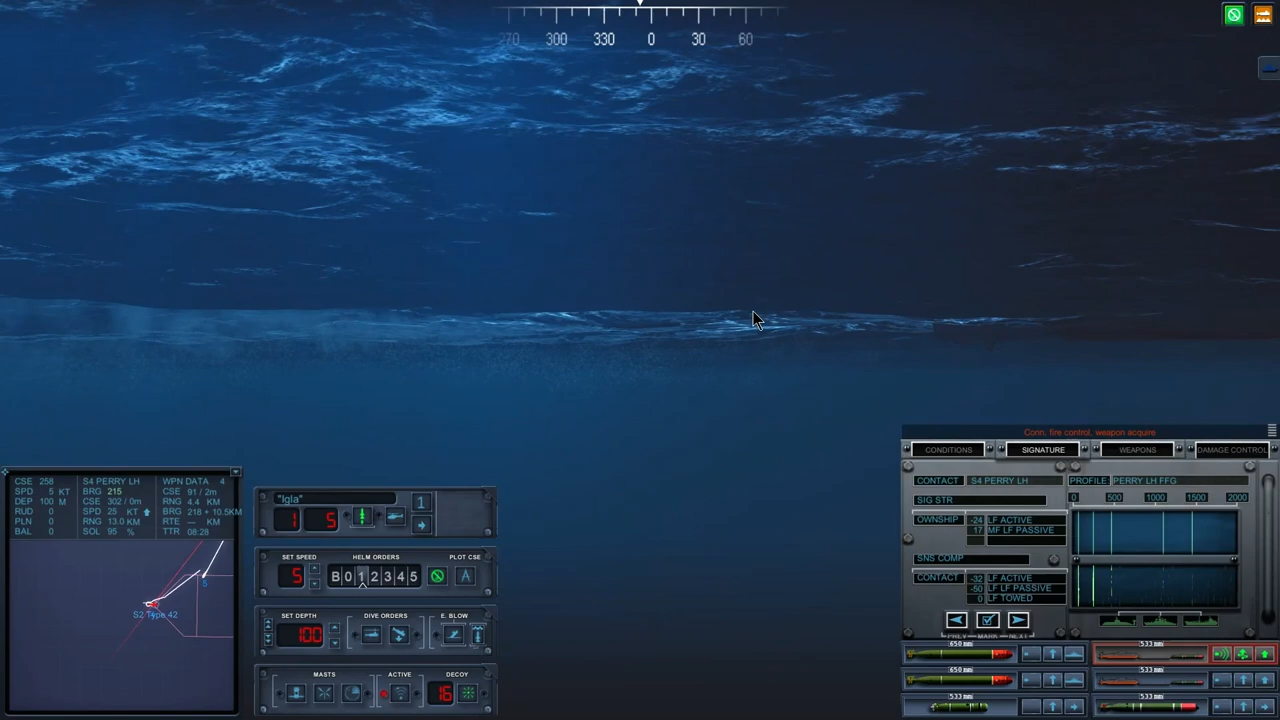 270 300 330 0 30 60
Conn, fire control, weapon acquire
CONDITIONS SIGNATURE WEAPONS DAMAGE CONTROL
CONTACT S4 PERRY LH PROFILE PERRY LH FFG
SIG STR 0 500 1000 1500 2000
OWNSHIP -24 LF ACTIVE
17 MF LF PASSIVE
SNS COMP
CONTACT -32 LF ACTIVE
-50 LF LF PASSIVE
0 LF TOWED
PREV MARK NEXT
650 mm 533 mm
650 mm 533 mm
533 mm 533 mm
CSE 258 S4 PERRY LH WPN DATA 4
SPD 5 KT BRG 215 CSE 91 / 2m
DEP 100 M CSE 302 / 0m RNG 4.4 KM
RUD 0 SPD 25 KT BRG 218 + 10.5KM
PLN 0 RNG 13.0 KM RTE --- KM
BAL 0 SOL 95 % TTR 08:28
5
S2 Type 42
"Igla" 1
1 5
SET SPEED HELM ORDERS PLOT CSE
5 B 0 1 2 3 4 5
SET DEPTH DIVE ORDERS E. BLOW
100
MASTS ACTIVE DECOY
16